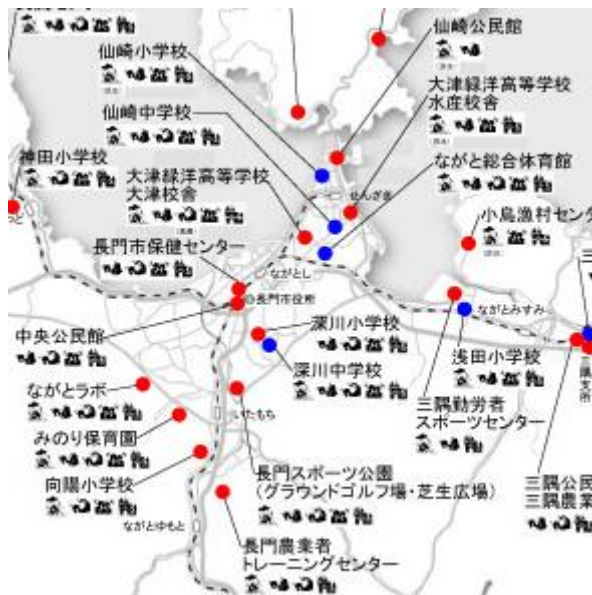 仙崎小学校
仙崎公民館
仙崎中学校
大津緑洋高等学校
水産校舎
神田小学校
大津緑洋高等学校
大津校舎
ながと総合体育館
せんざき
小島漁村センタ
長門市保健センター
ながとし
◎長門市役所
ながとみすみ
三
中央公民館
深川小学校
浅田小学校
深川中学校
三隅支所
ながとラボ
いたもち
三隅勤労者
スポーツセンター
みのり保育園
向陽小学校
長門スポーツ公園
(グラウンドゴルフ場・芝生広場)
三隅公民
三隅農業
ながとゆもと
長門農業者
トレーニングセンター